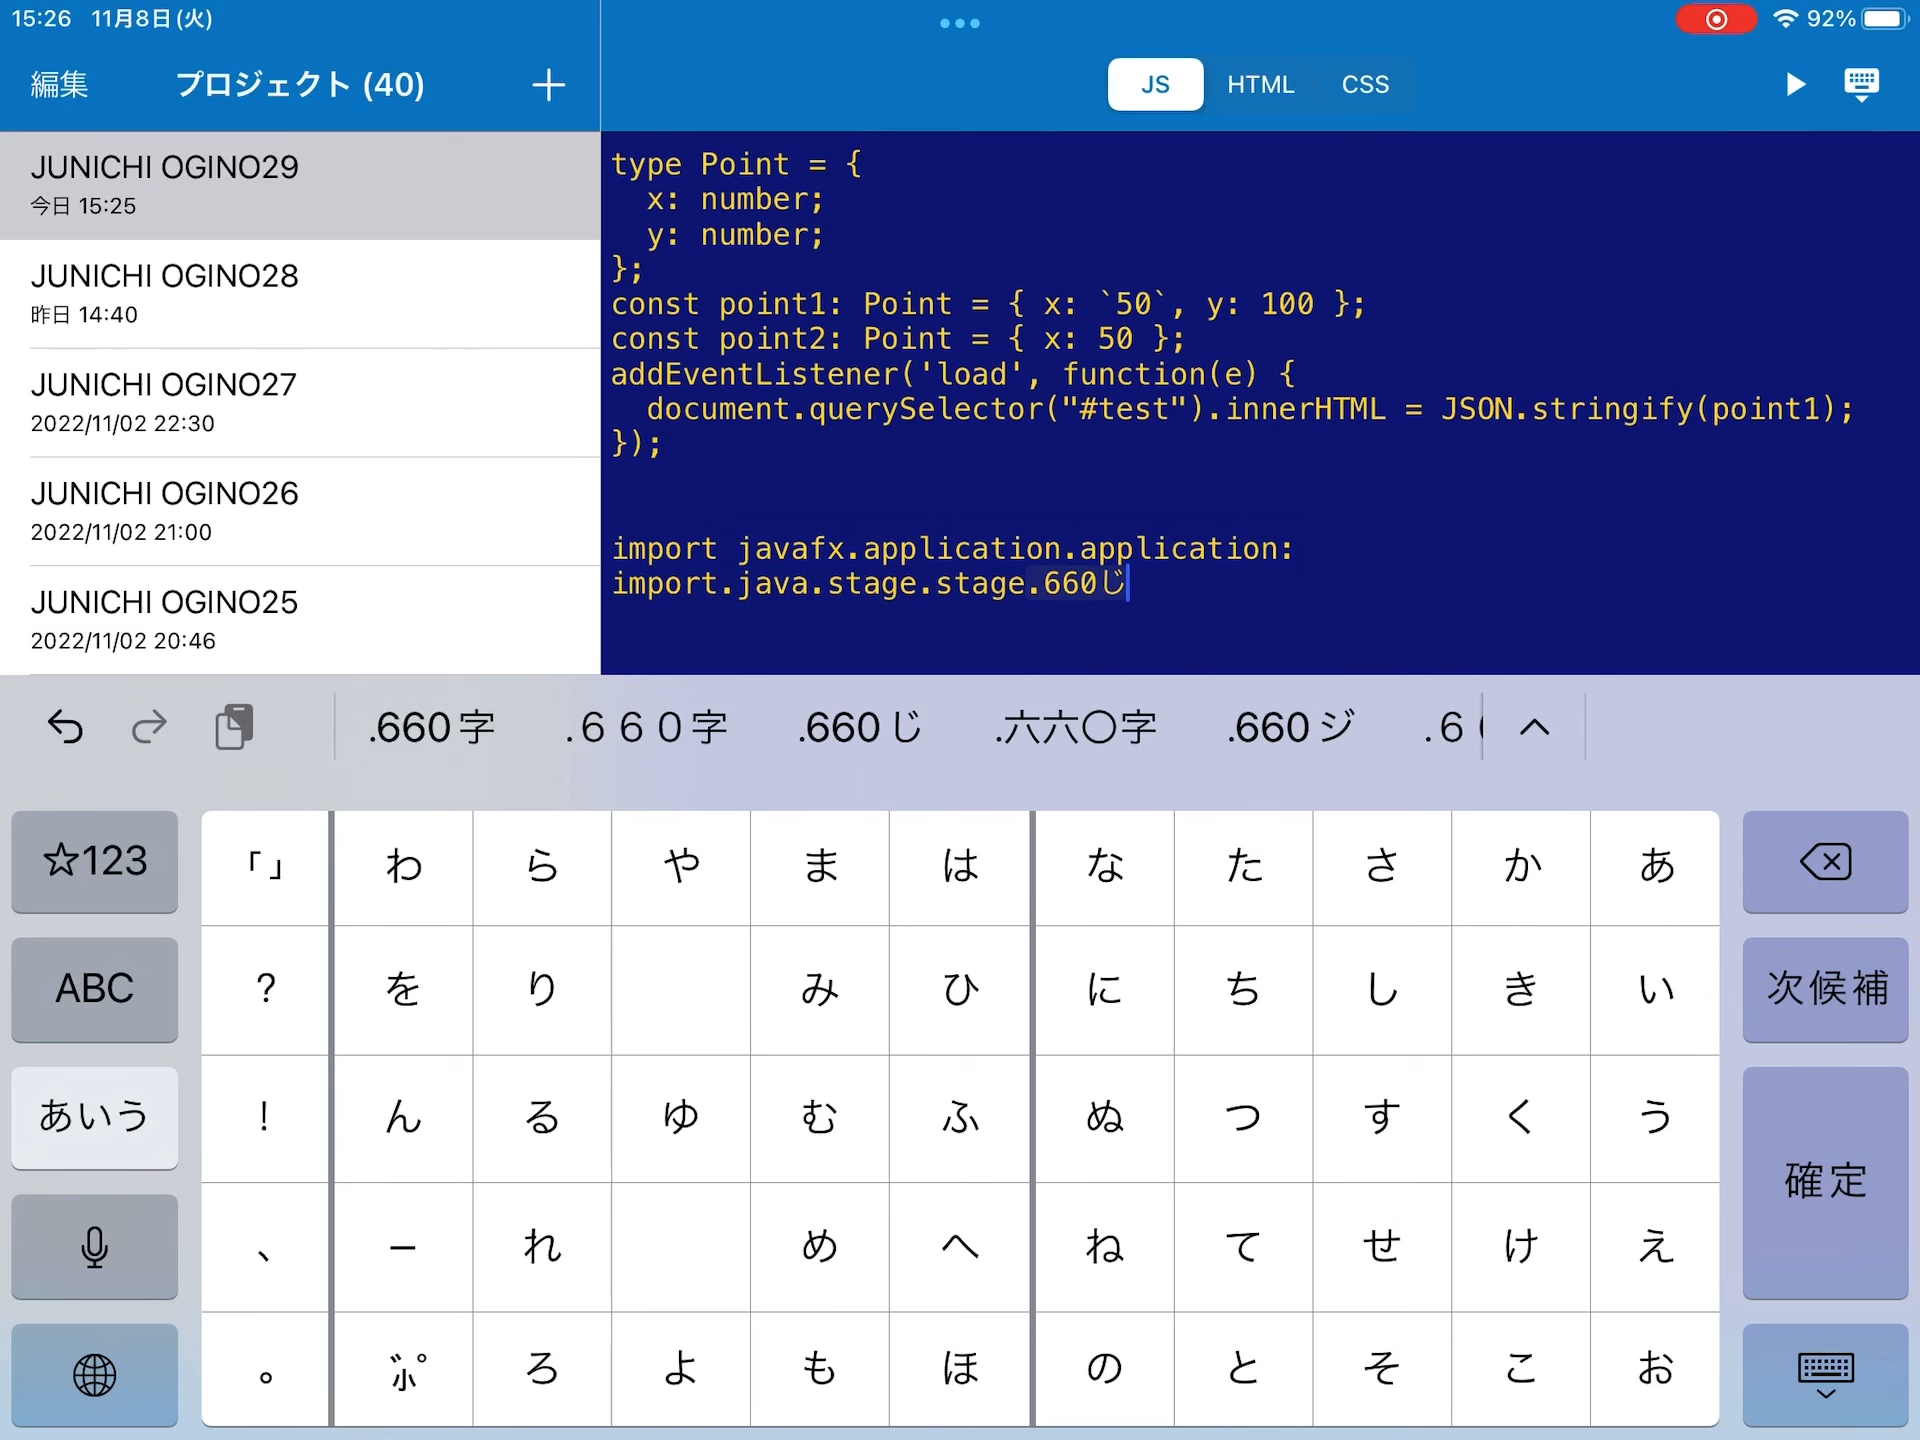 15:26 11月8日(火)
92%
編集 プロジェクト (40) +
JS HTML CSS
JUNICHI OGINO29
今日 15:25
JUNICHI OGINO28
昨日 14:40
JUNICHI OGINO27
2022/11/02 22:30
JUNICHI OGINO26
2022/11/02 21:00
JUNICHI OGINO25
2022/11/02 20:46
type Point = {
  x: number;
  y: number;
};
const point1: Point = { x: `50`, y: 100 };
const point2: Point = { x: 50 };
addEventListener('load', function(e) {
  document.querySelector("#test").innerHTML = JSON.stringify(point1);
});
import javafx.application.application:
import.java.stage.stage.660じ
.660字 .６６０字 .660じ .六六〇字 .660ジ .６
☆123 「」 わ ら や ま は な た さ か あ
ABC ? を り み ひ に ち し き い 次候補
あいう ! ん る ゆ む ふ ぬ つ す く う 確定
、 ー れ め へ ね て せ け え
。 ゛゜小 ろ よ も ほ の と そ こ お